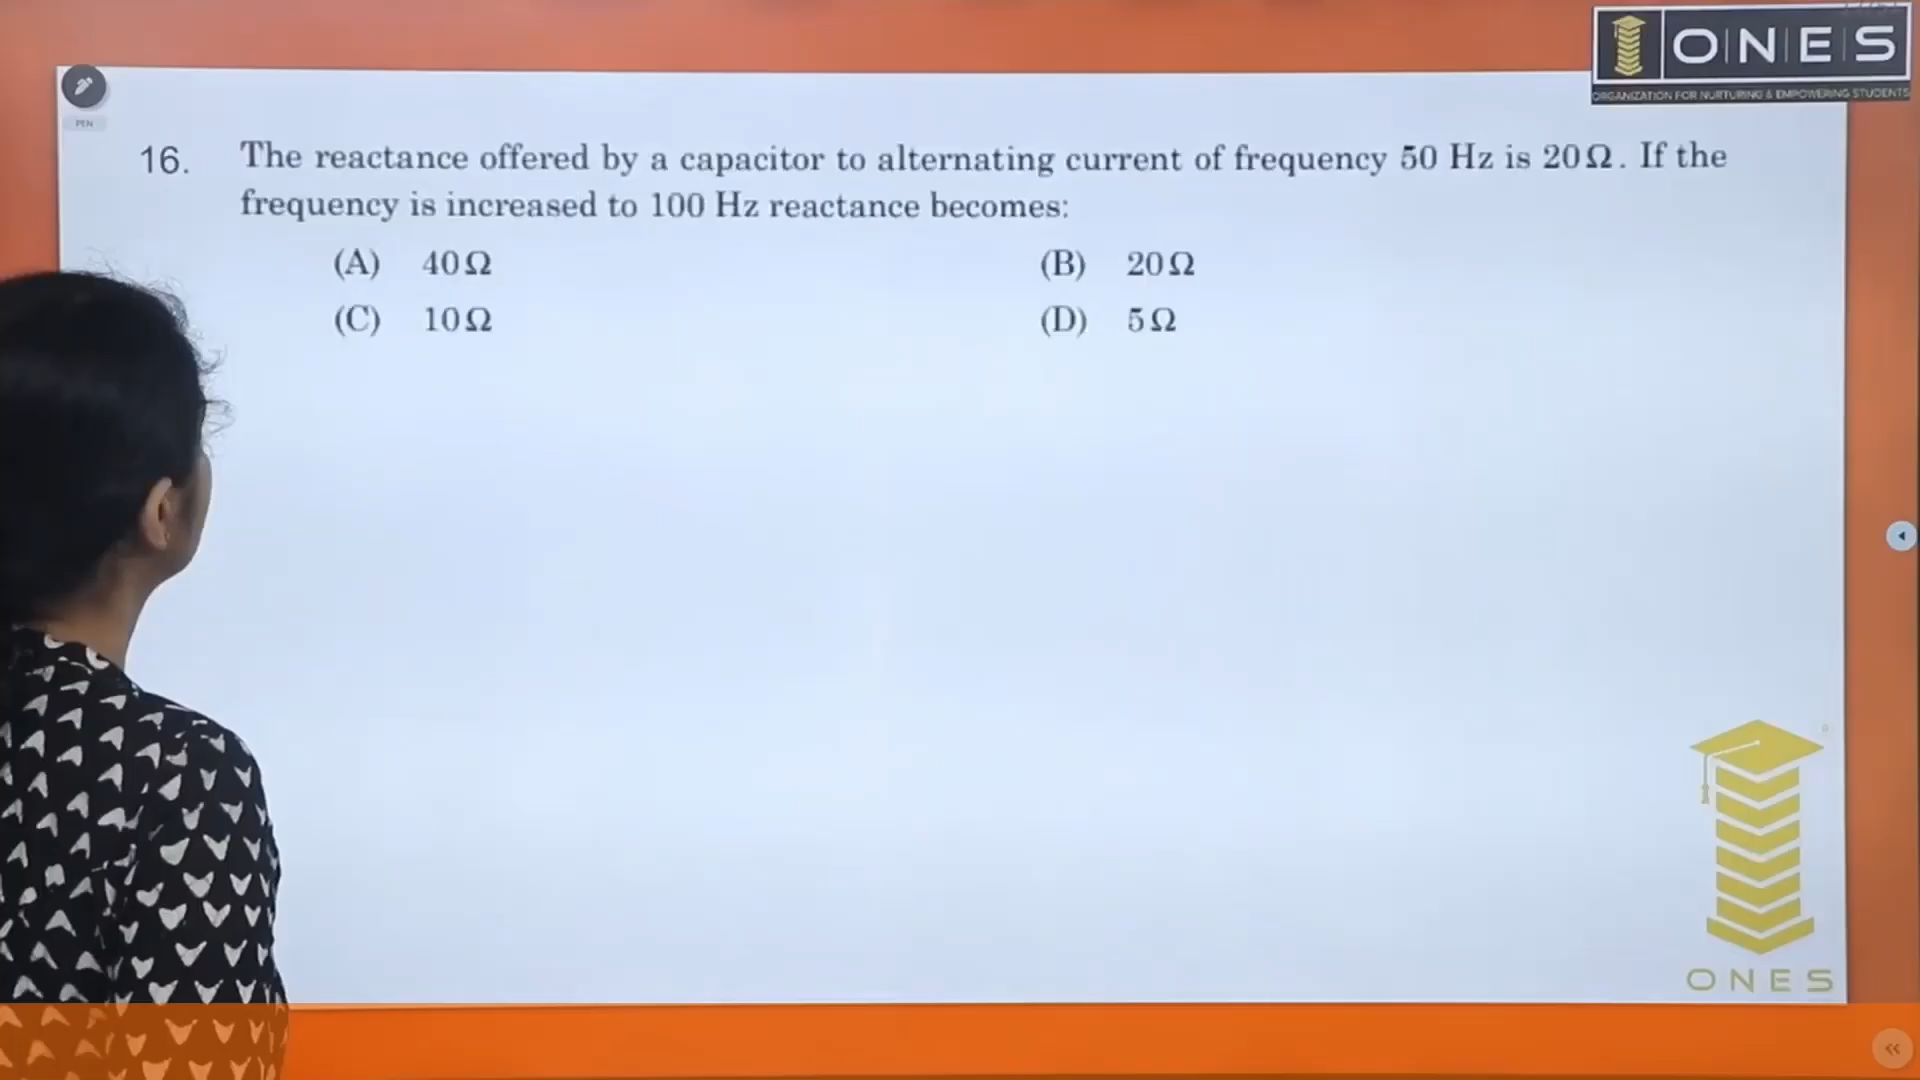 O|N|E|S
ORGANIZATION FOR NURTURING & EMPOWERING STUDENTS
PEN
16. The reactance offered by a capacitor to alternating current of frequency 50 Hz is 20Ω. If the
frequency is increased to 100 Hz reactance becomes:
(A) 40Ω (B) 20Ω
(C) 10Ω (D) 5Ω
ONES